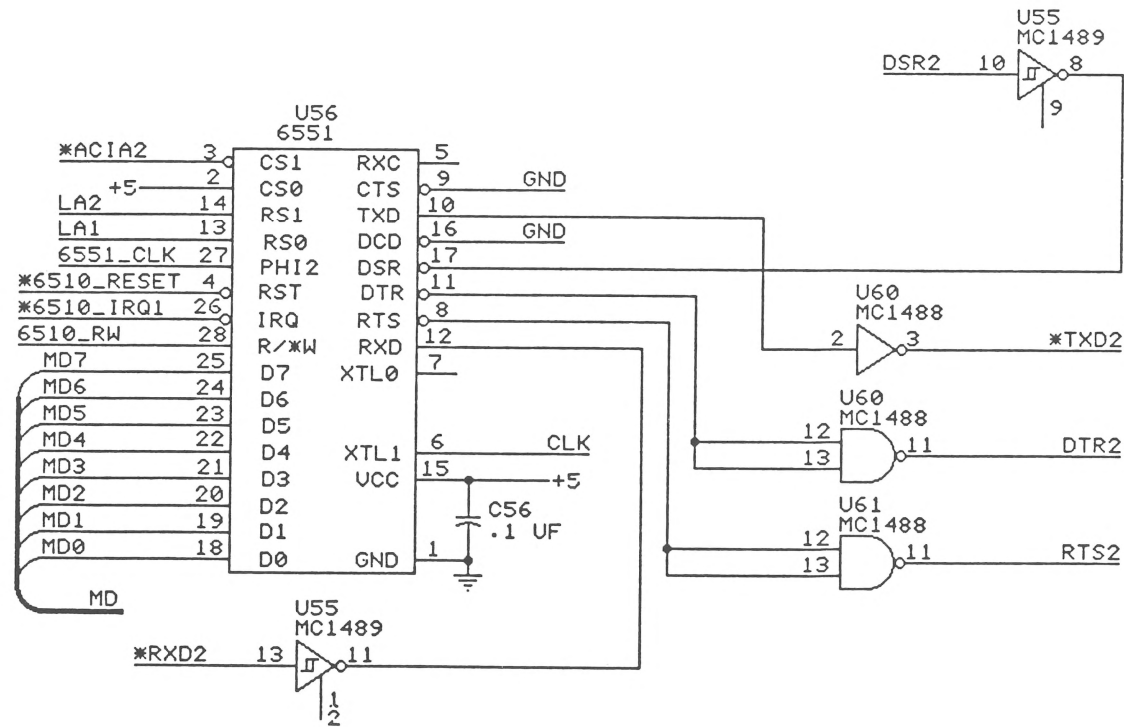 U55
MC1489
DSR2 10 8
9
U56
6551
*ACIA2 3 CS1 RXC 5
+5 2 CS0 CTS 9 GND
LA2 14 RS1 TXD 10
LA1 13 RS0 DCD 16 GND
6551_CLK 27 PHI2 DSR 17
*6510_RESET 4 RST DTR 11
*6510_IRQ1 26 IRQ RTS 8
6510_RW 28 R/*W RXD 12
MD7 25 D7 XTL0 7
MD6 24 D6
MD5 23 D5
MD4 22 D4 XTL1 6 CLK
MD3 21 D3 VCC 15 +5
MD2 20 D2
MD1 19 D1
MD0 18 D0 GND 1
MD
C56
.1 UF
U60
MC1488
2 3 *TXD2
U60
MC1488
12 11 DTR2
13
U61
MC1488
12 11 RTS2
13
U55
MC1489
*RXD2 13 11
1
2